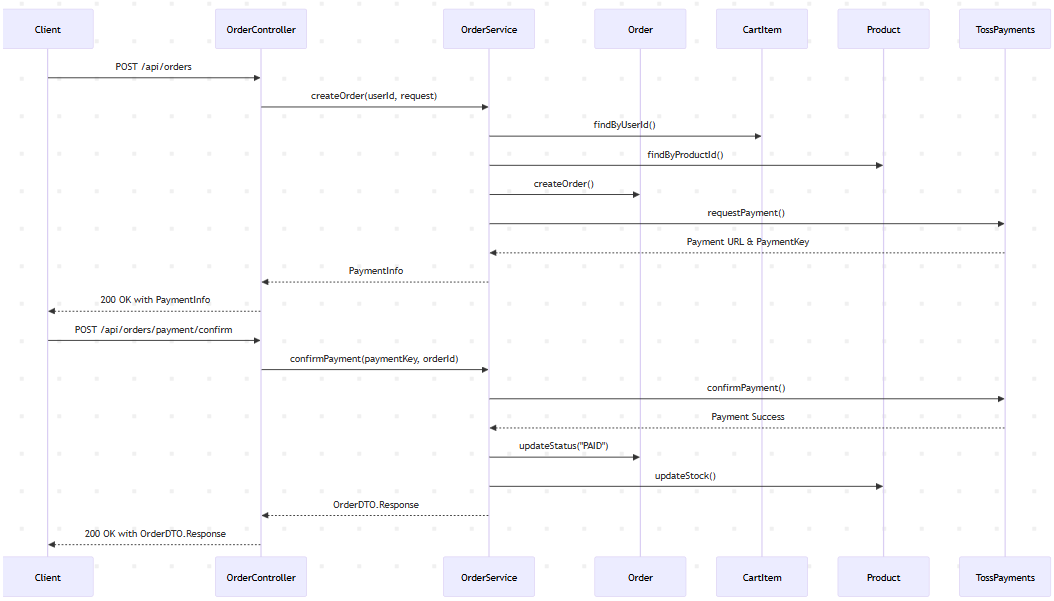 Client
OrderController
OrderService
Order
CartItem
Product
TossPayments
POST /api/orders
createOrder(userId, request)
findByUserId()
findByProductId()
createOrder()
requestPayment()
Payment URL & PaymentKey
PaymentInfo
200 OK with PaymentInfo
POST /api/orders/payment/confirm
confirmPayment(paymentKey, orderId)
confirmPayment()
Payment Success
updateStatus("PAID")
updateStock()
OrderDTO.Response
200 OK with OrderDTO.Response
Client
OrderController
OrderService
Order
CartItem
Product
TossPayments